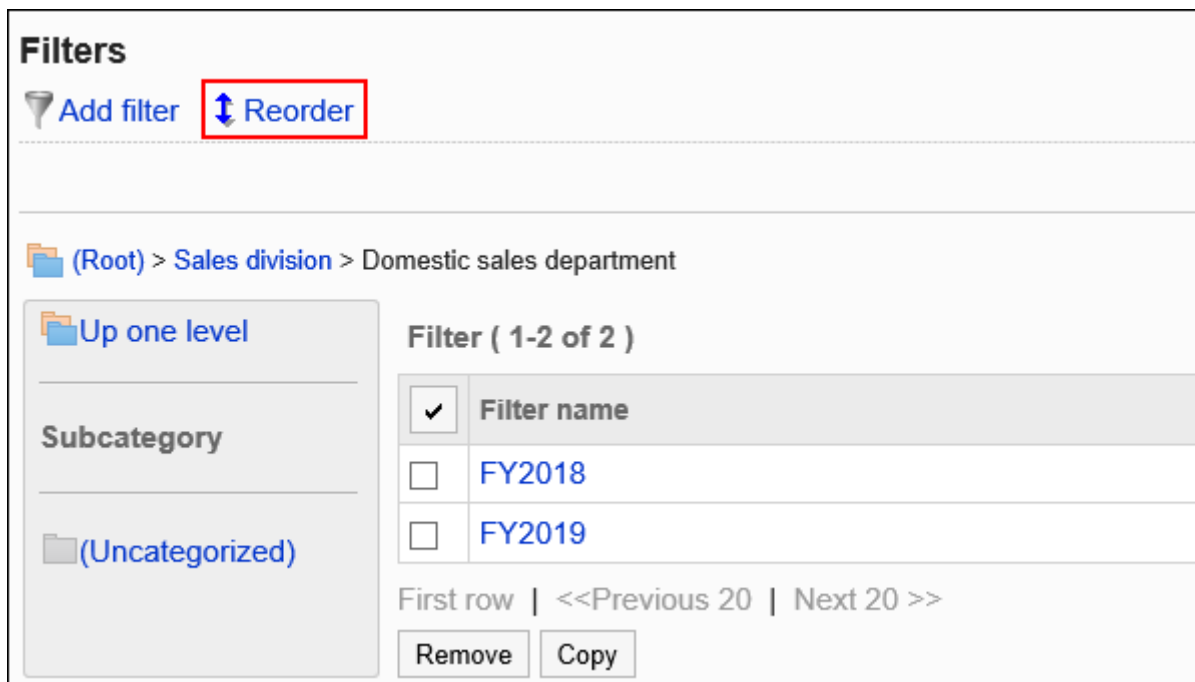 Filters
Add filter Reorder
(Root) > Sales division > Domestic sales department
Up one level
Subcategory
(Uncategorized)
Filter ( 1-2 of 2 )
Filter name
FY2018
FY2019
First row | <<Previous 20 | Next 20 >>
Remove Copy